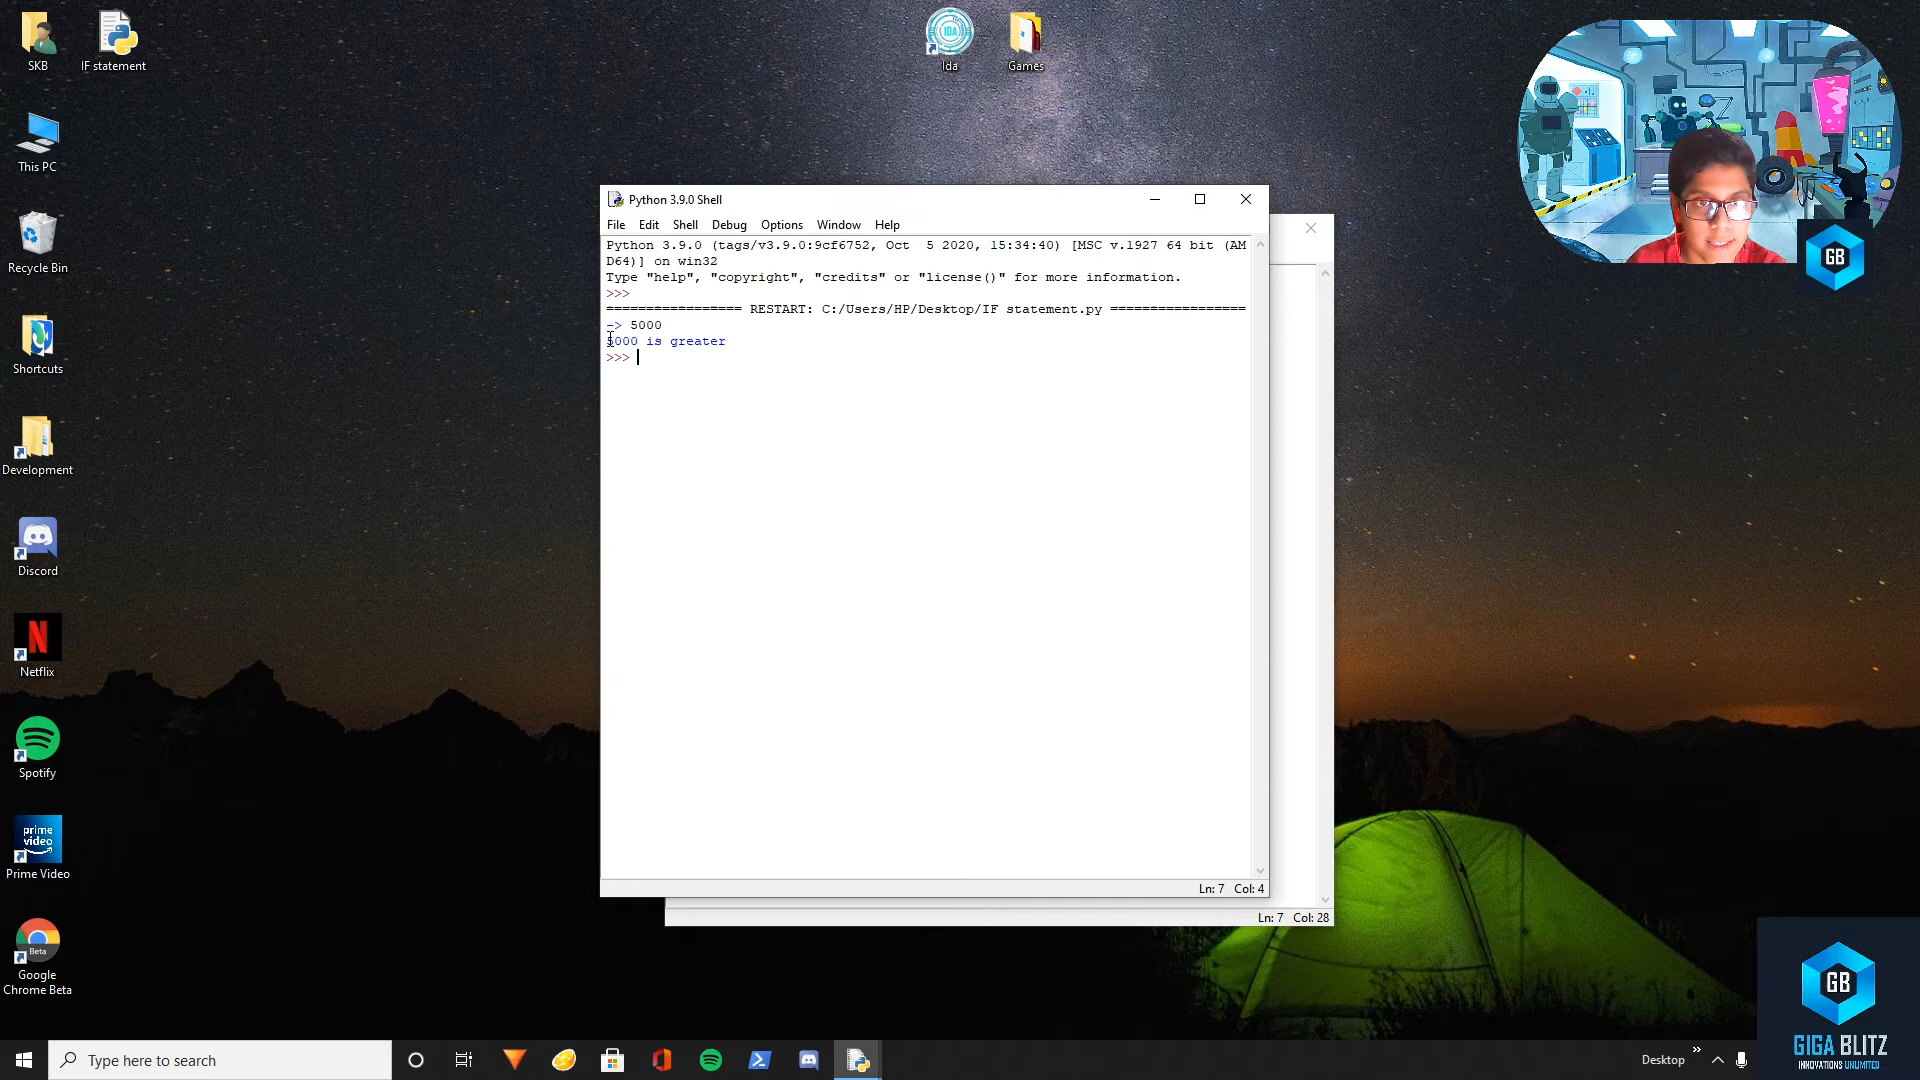 SKB
IF statement
Ida
Games
This PC
Recycle Bin
Shortcuts
Development
Discord
Netflix
Spotify
prime
video
Prime Video
Beta
Google
Chrome Beta
Python 3.9.0 Shell
File Edit Shell Debug Options Window Help
Python 3.9.0 (tags/v3.9.0:9cf6752, Oct  5 2020, 15:34:40) [MSC v.1927 64 bit (AM
D64)] on win32
Type "help", "copyright", "credits" or "license()" for more information.
>>>
================ RESTART: C:/Users/HP/Desktop/IF statement.py =================
-> 5000
5000 is greater
>>>
Ln: 7 Col: 4
Ln: 7 Col: 28
IDA
GB
GB
GIGA BLITZ
INNOVATIONS UNLIMITED
Type here to search
Desktop